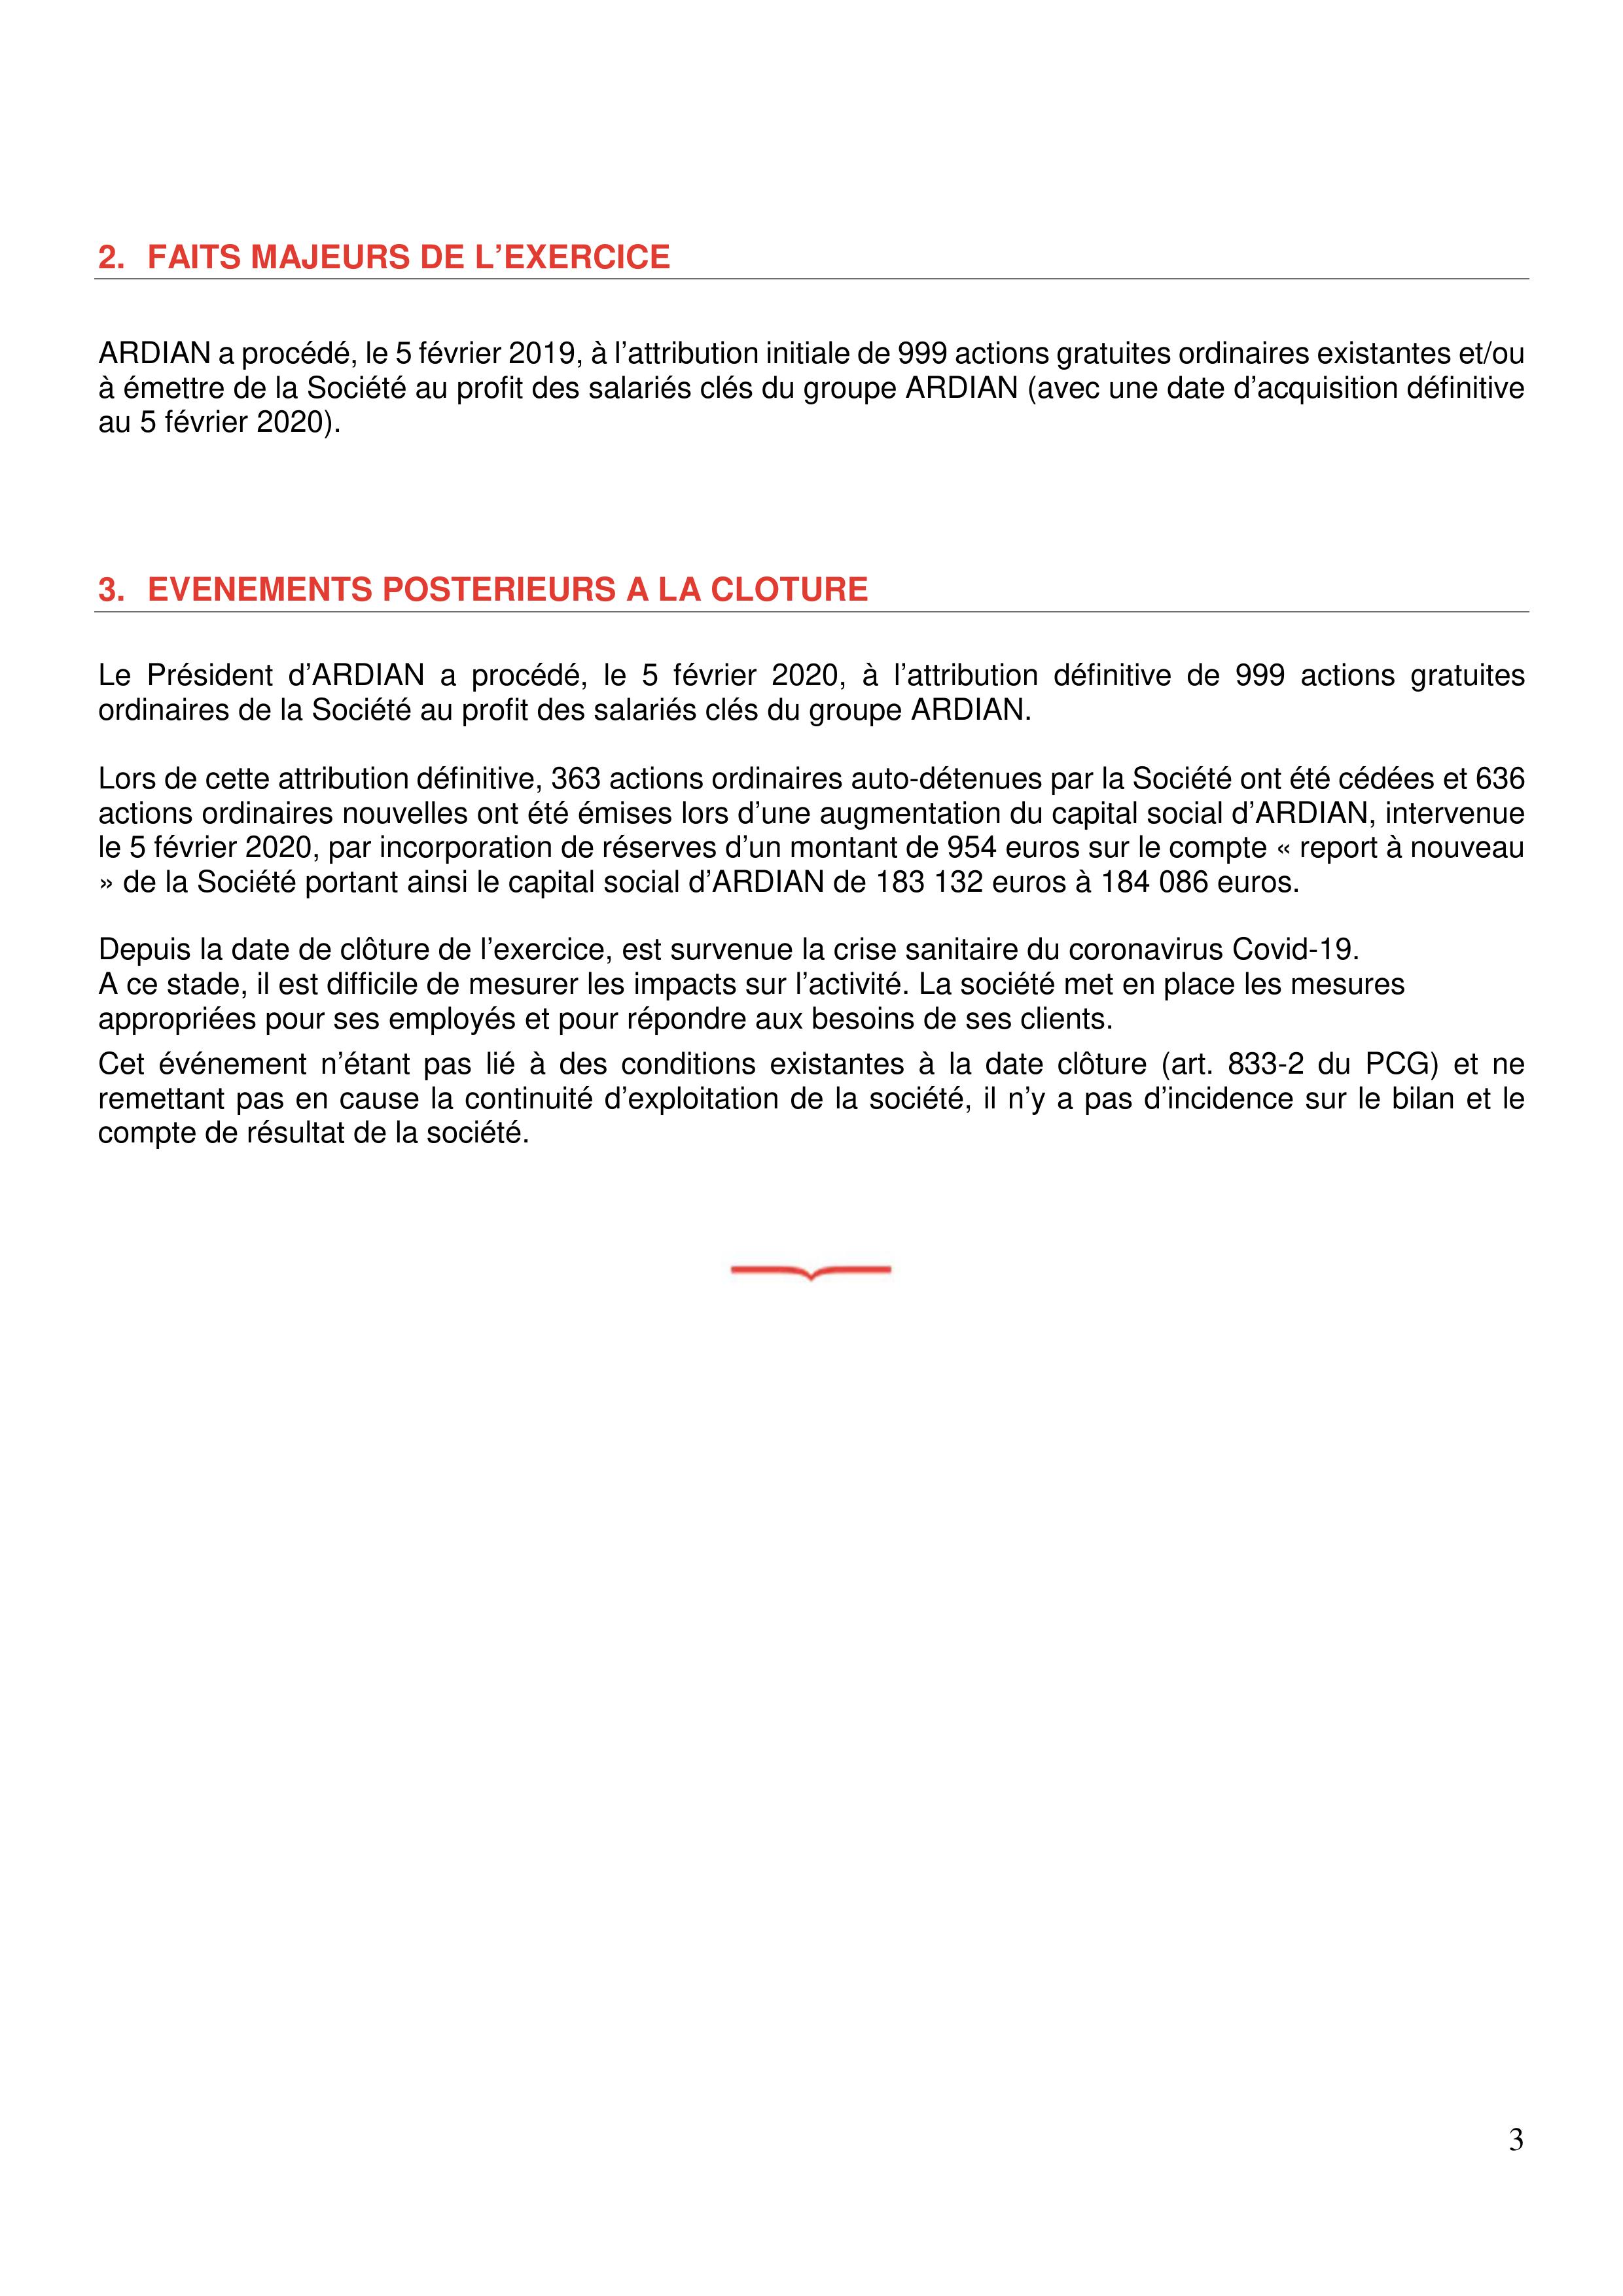 2. FAITS MAJEURS DE L’EXERCICE
ARDIAN a procédé, le 5 février 2019, à l’attribution initiale de 999 actions gratuites ordinaires existantes et/ou
à émettre de la Société au profit des salariés clés du groupe ARDIAN (avec une date d’acquisition définitive
au 5 février 2020).
3. EVENEMENTS POSTERIEURS A LA CLOTURE
Le Président d’ARDIAN a procédé, le 5 février 2020, à l’attribution définitive de 999 actions gratuites
ordinaires de la Société au profit des salariés clés du groupe ARDIAN.
Lors de cette attribution définitive, 363 actions ordinaires auto-détenues par la Société ont été cédées et 636
actions ordinaires nouvelles ont été émises lors d’une augmentation du capital social d’ARDIAN, intervenue
le 5 février 2020, par incorporation de réserves d’un montant de 954 euros sur le compte « report à nouveau
» de la Société portant ainsi le capital social d’ARDIAN de 183 132 euros à 184 086 euros.
Depuis la date de clôture de l’exercice, est survenue la crise sanitaire du coronavirus Covid-19.
A ce stade, il est difficile de mesurer les impacts sur l’activité. La société met en place les mesures
appropriées pour ses employés et pour répondre aux besoins de ses clients.
Cet événement n’étant pas lié à des conditions existantes à la date clôture (art. 833-2 du PCG) et ne
remettant pas en cause la continuité d’exploitation de la société, il n’y a pas d’incidence sur le bilan et le
compte de résultat de la société.
3